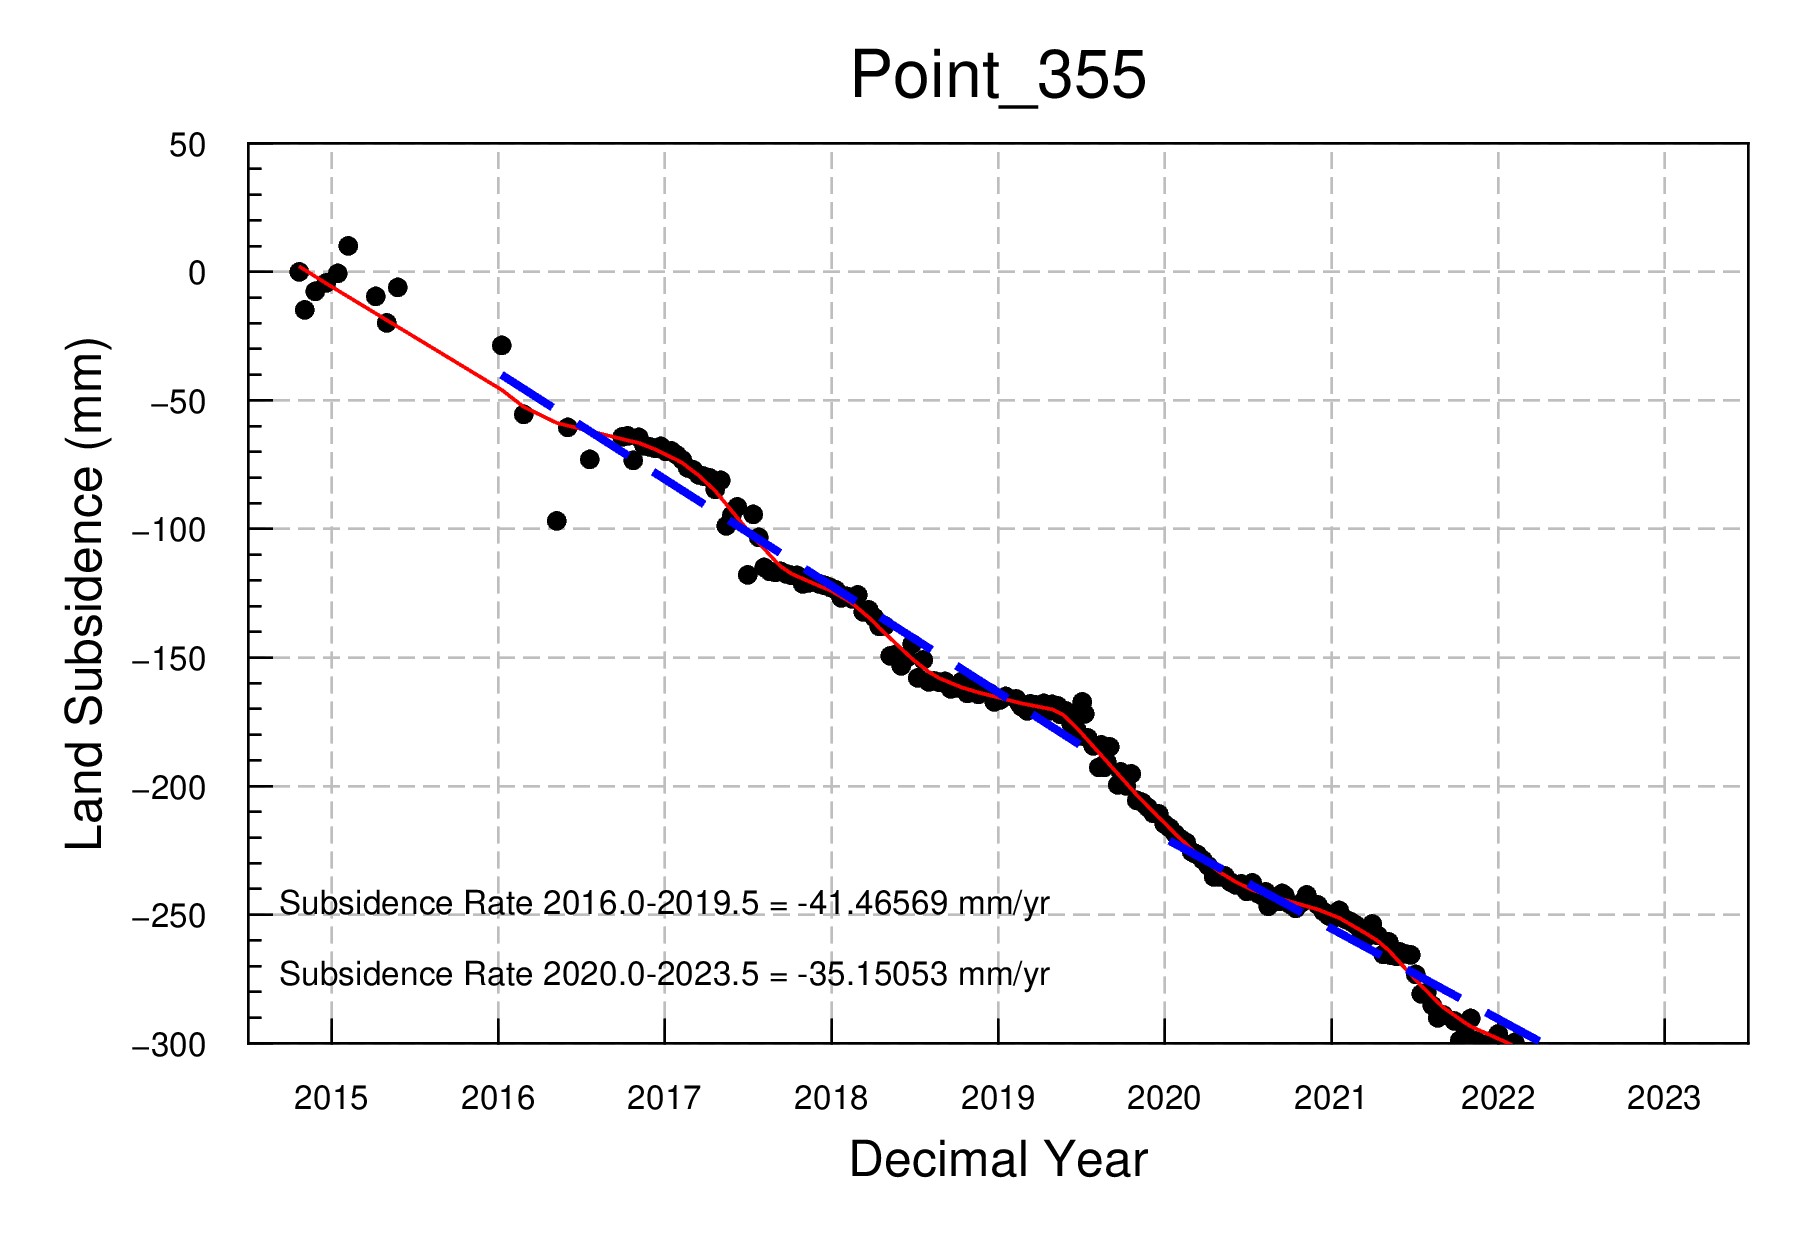 Point_355
50
0
−50
−100
−150
−200
−250
−300
Land Subsidence (mm)
Subsidence Rate 2016.0-2019.5 = -41.46569 mm/yr
Subsidence Rate 2020.0-2023.5 = -35.15053 mm/yr
2015 2016 2017 2018 2019 2020 2021 2022 2023
Decimal Year